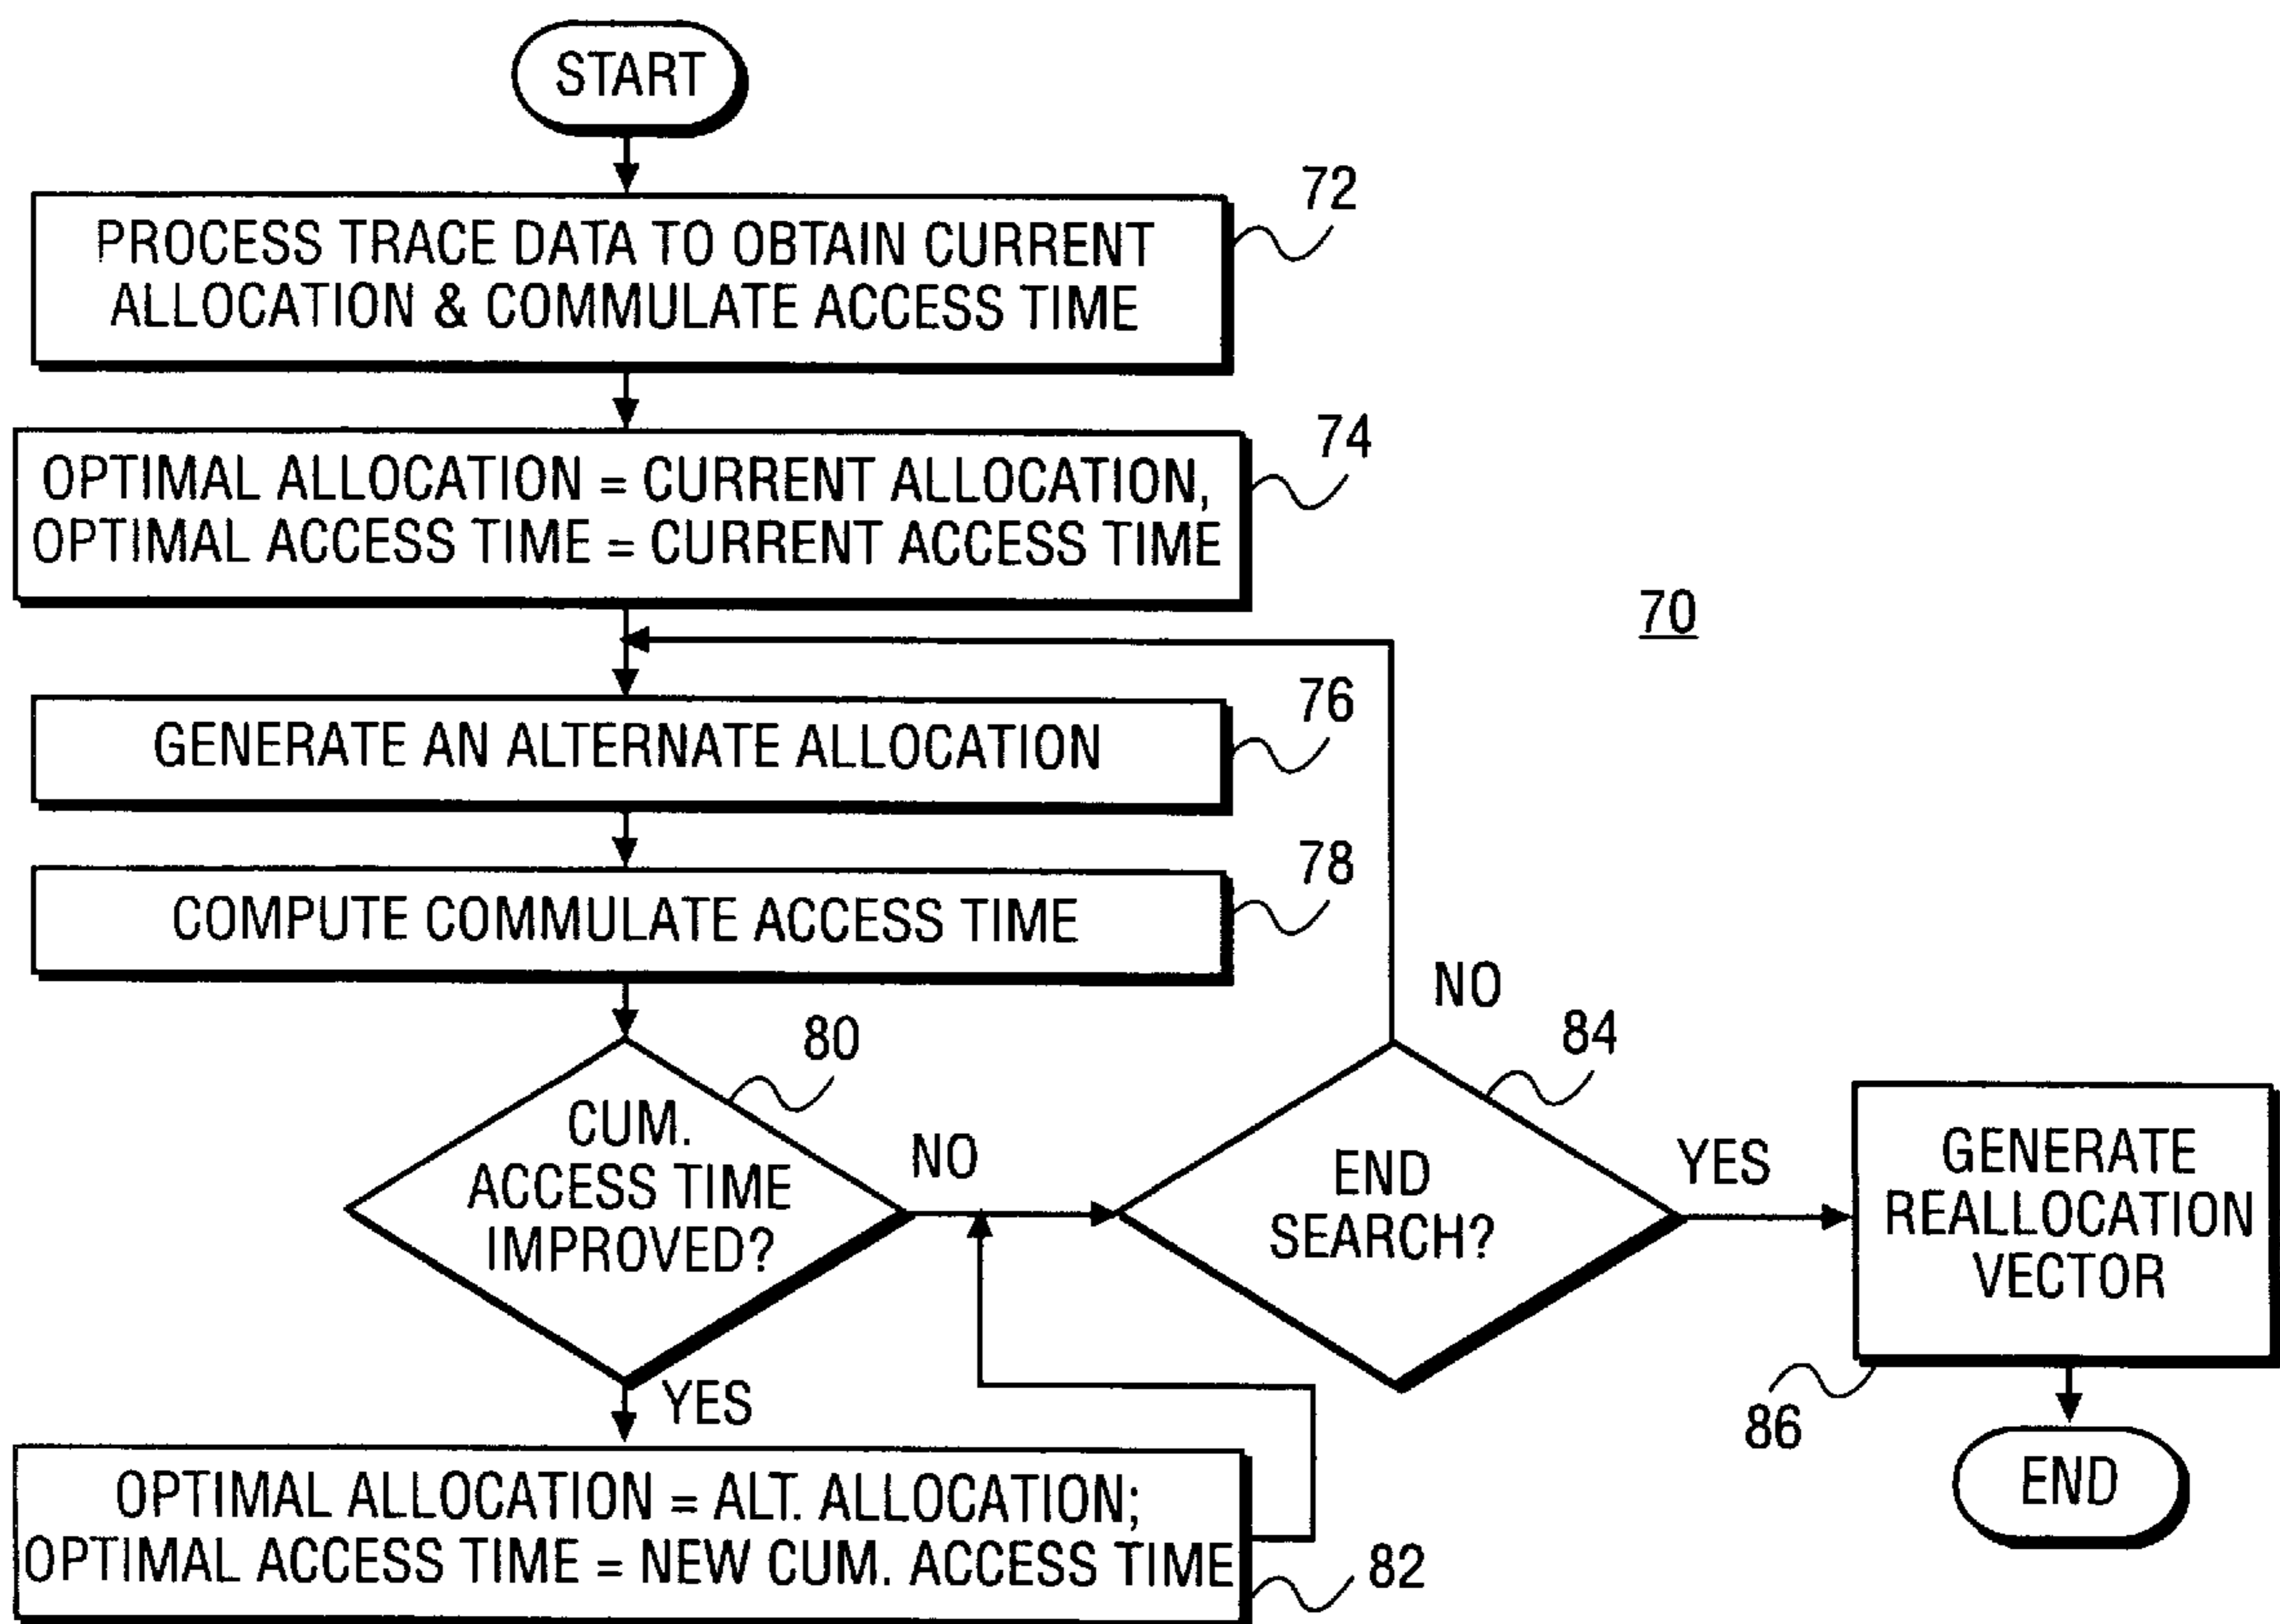 START
72
PROCESS TRACE DATA TO OBTAIN CURRENT
ALLOCATION & COMMULATE ACCESS TIME
74
OPTIMAL ALLOCATION = CURRENT ALLOCATION,
OPTIMAL ACCESS TIME = CURRENT ACCESS TIME
70
76
GENERATE AN ALTERNATE ALLOCATION
78
COMPUTE COMMULATE ACCESS TIME
80
CUM.
ACCESS TIME
IMPROVED?
NO
YES
82
OPTIMAL ALLOCATION = ALT. ALLOCATION;
OPTIMAL ACCESS TIME = NEW CUM. ACCESS TIME
84
END
SEARCH?
NO
YES
86
GENERATE
REALLOCATION
VECTOR
END